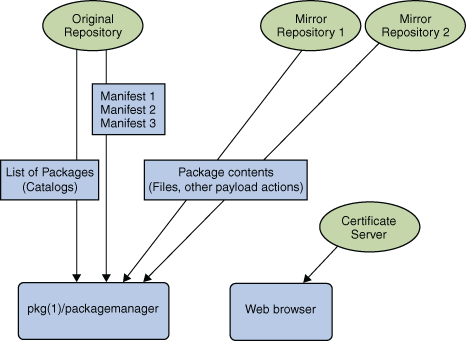 Original
Repository
Mirror
Repository 1
Mirror
Repository 2
Manifest 1
Manifest 2
Manifest 3
List of Packages
(Catalogs)
Package contents
(Files, other payload actions)
Certificate
Server
pkg(1)/packagemanager
Web browser